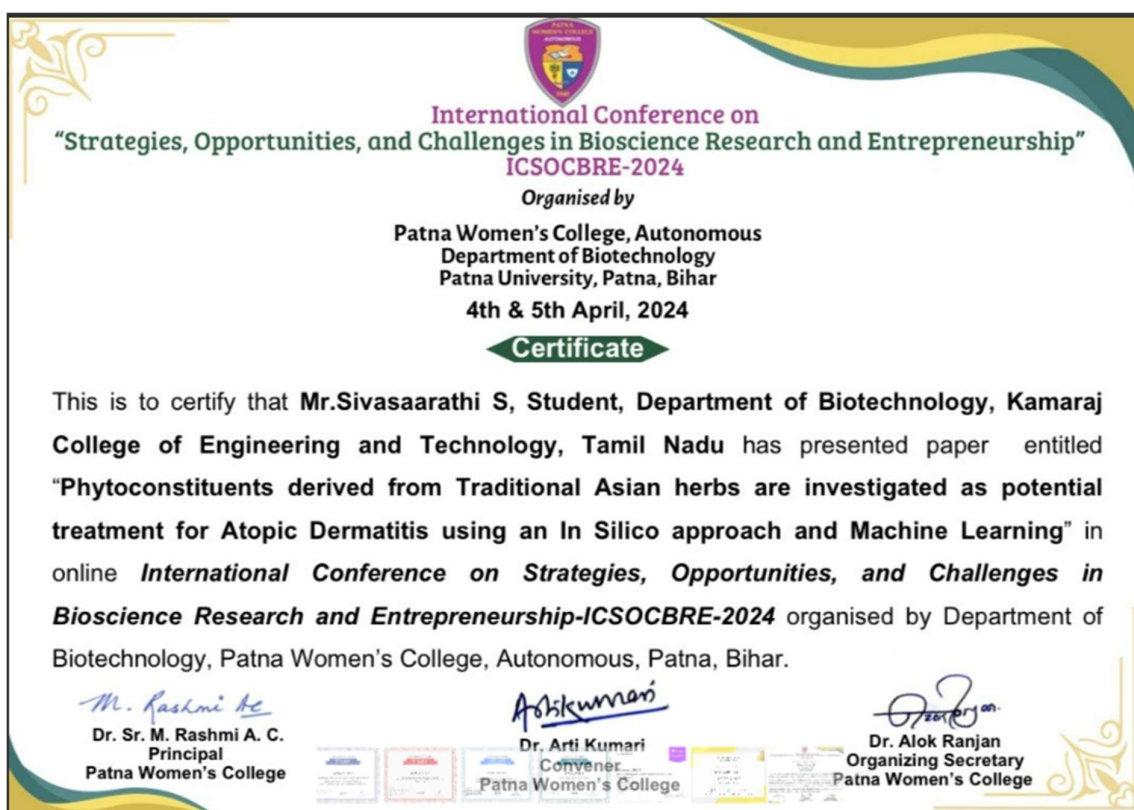 PATNA
WOMEN'S COLLEGE
AUTONOMOUS
1940
International Conference on
“Strategies, Opportunities, and Challenges in Bioscience Research and Entrepreneurship”
ICSOCBRE-2024
Organised by
Patna Women's College, Autonomous
Department of Biotechnology
Patna University, Patna, Bihar
4th & 5th April, 2024
Certificate
This is to certify that Mr.Sivasaarathi S, Student, Department of Biotechnology, Kamaraj
College of Engineering and Technology, Tamil Nadu has presented paper entitled
“Phytoconstituents derived from Traditional Asian herbs are investigated as potential
treatment for Atopic Dermatitis using an In Silico approach and Machine Learning” in
online International Conference on Strategies, Opportunities, and Challenges in
Bioscience Research and Entrepreneurship-ICSOCBRE-2024 organised by Department of
Biotechnology, Patna Women's College, Autonomous, Patna, Bihar.
M. Rashmi AC
Artikumari
Dr. Sr. M. Rashmi A. C.
Principal
Patna Women's College
Dr. Arti Kumari
Convener
Patna Women's College
Dr. Alok Ranjan
Organizing Secretary
Patna Women's College